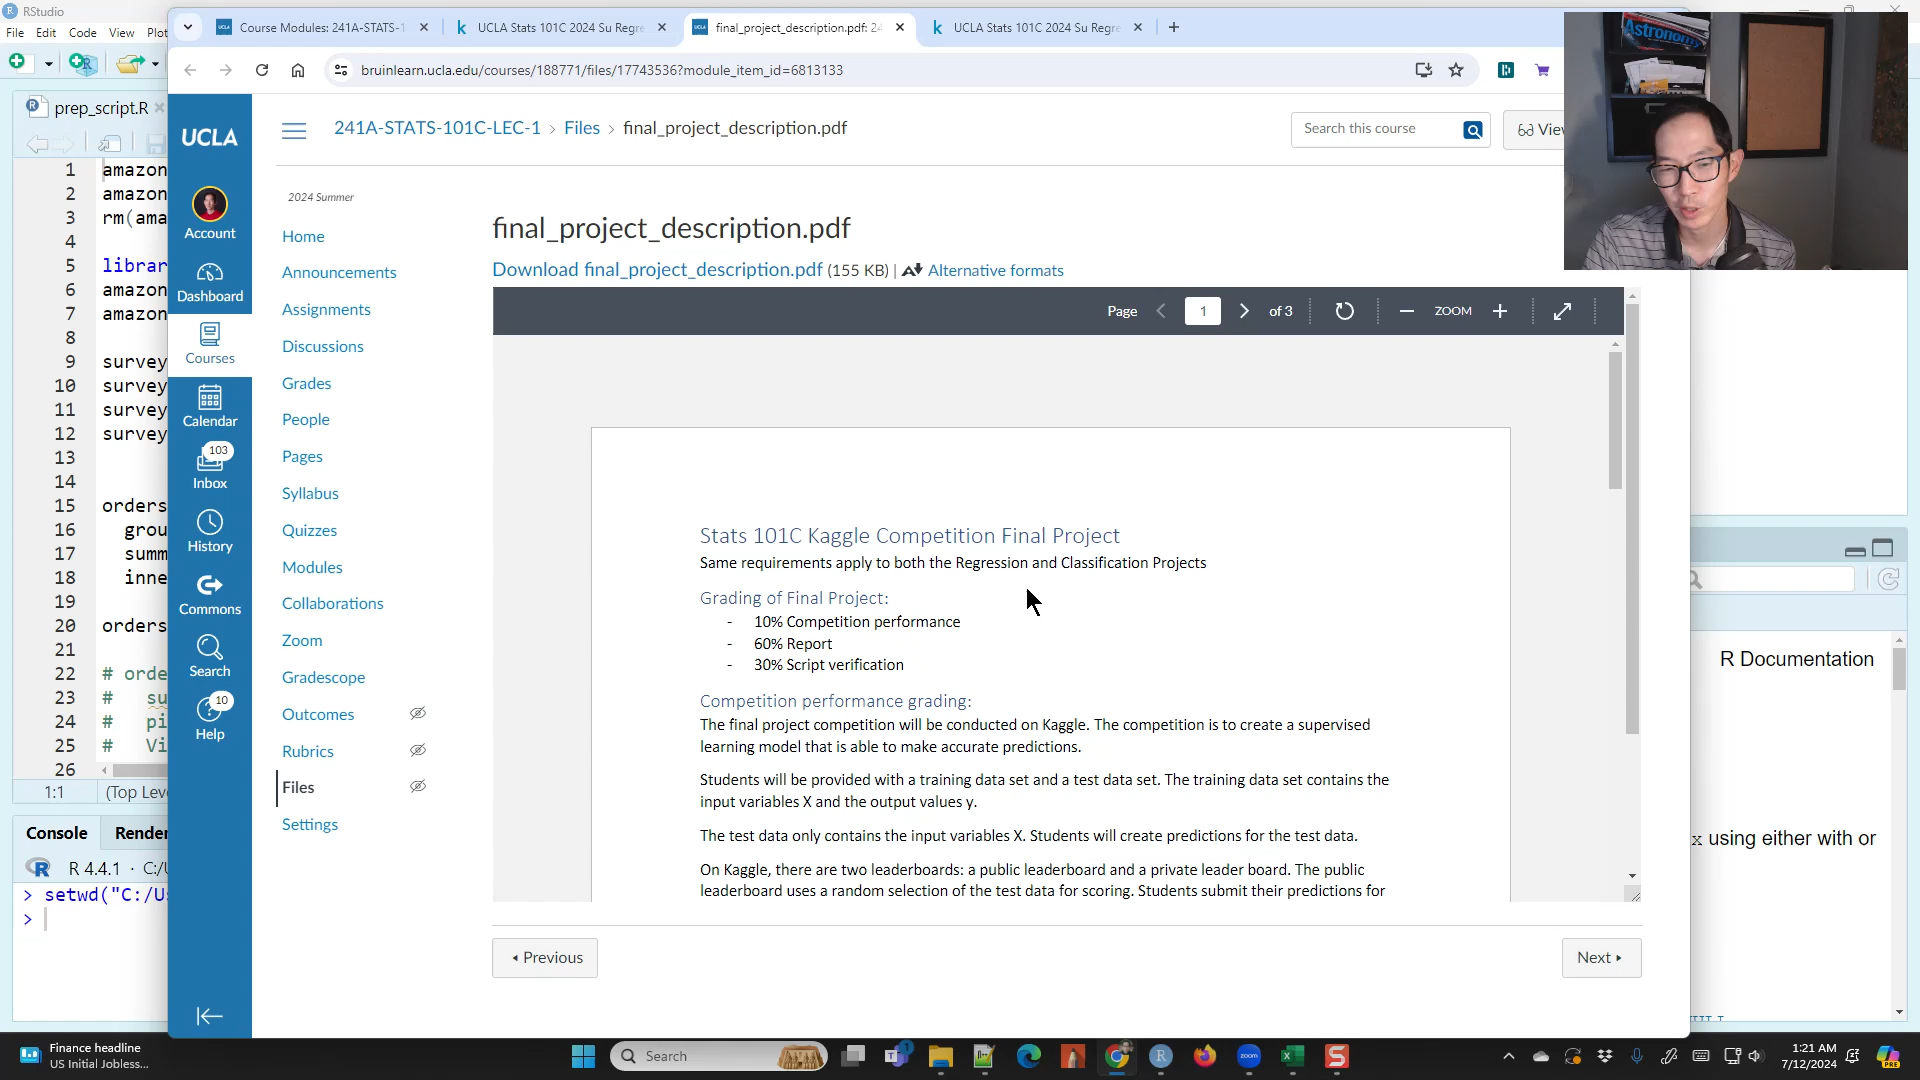 RStudio
File Edit Code View Plot
Course Modules: 241A-STATS-1
UCLA Stats 101C 2024 Su Regre
final_project_description.pdf: 24
UCLA Stats 101C 2024 Su Regre
bruinlearn.ucla.edu/courses/188771/files/17743536?module_item_id=6813133
prep_script.R
1 amazon
2 amazon
3 rm(ama
4
5 librar
6 amazon
7 amazon
8
9 survey
10 survey
11 survey
12 survey
13
14
15 orders
16 grou
17 summ
18 inne
19
20 orders
21
22 # orde
23 # su
24 # pi
25 # Vi
26
1:1 (Top Leve
Console Render
R 4.4.1 · C:/U
> setwd("C:/Us
>
UCLA
Account
Dashboard
Courses
Calendar
103
Inbox
History
Commons
Search
10
Help
241A-STATS-101C-LEC-1 › Files › final_project_description.pdf
Search this course
View
2024 Summer
Home
Announcements
Assignments
Discussions
Grades
People
Pages
Syllabus
Quizzes
Modules
Collaborations
Zoom
Gradescope
Outcomes
Rubrics
Files
Settings
final_project_description.pdf
Download final_project_description.pdf (155 KB) | Alternative formats
Page 1 of 3 ZOOM
Stats 101C Kaggle Competition Final Project
Same requirements apply to both the Regression and Classification Projects
Grading of Final Project:
- 10% Competition performance
- 60% Report
- 30% Script verification
Competition performance grading:
The final project competition will be conducted on Kaggle. The competition is to create a supervised
learning model that is able to make accurate predictions.
Students will be provided with a training data set and a test data set. The training data set contains the
input variables X and the output values y.
The test data only contains the input variables X. Students will create predictions for the test data.
On Kaggle, there are two leaderboards: a public leaderboard and a private leader board. The public
leaderboard uses a random selection of the test data for scoring. Students submit their predictions for
Previous
Next
Astronomy
R Documentation
x using either with or
Finance headline
US Initial Jobless...
Search
zoom
1:21 AM
7/12/2024
PRE